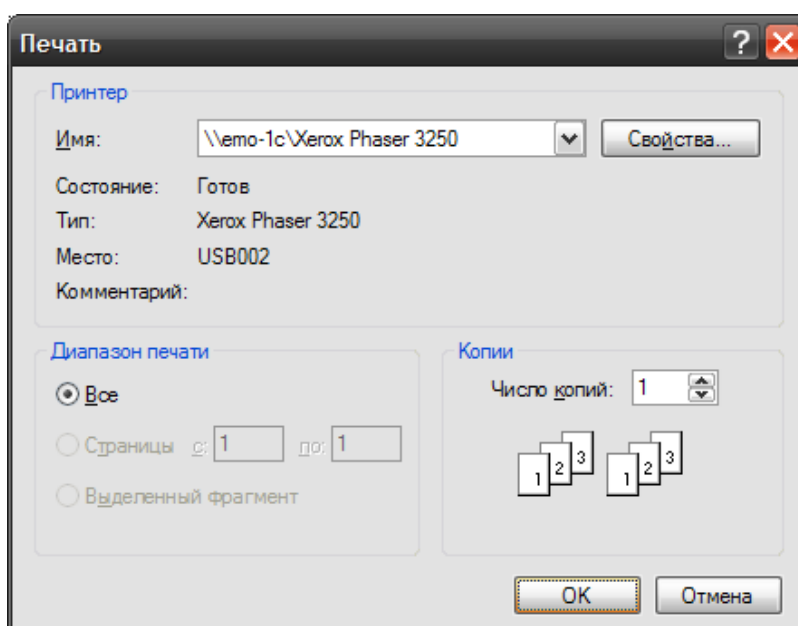 Печать
Принтер
Имя: \\emo-1c\Xerox Phaser 3250 Свойства...
Состояние: Готов
Тип: Xerox Phaser 3250
Место: USB002
Комментарий:
Диапазон печати
Все
Страницы с: 1 по: 1
Выделенный фрагмент
Копии
Число копий: 1
1 2 3 1 2 3
OK Отмена